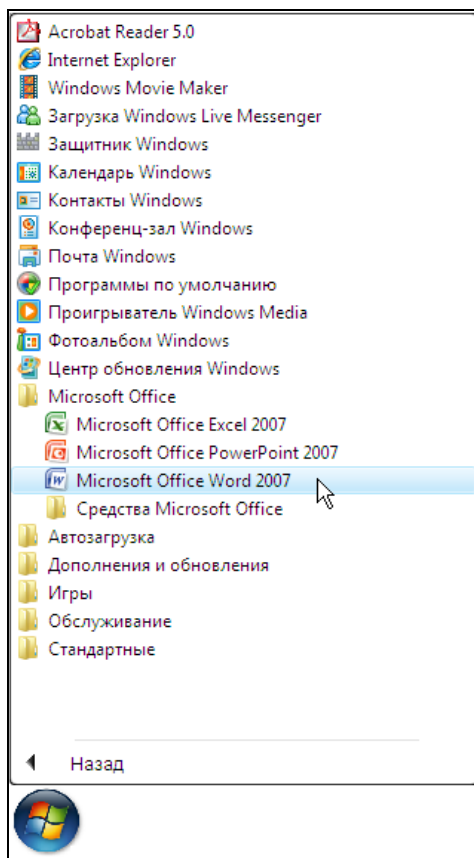 Acrobat Reader 5.0
Internet Explorer
Windows Movie Maker
Загрузка Windows Live Messenger
Защитник Windows
Календарь Windows
Контакты Windows
Конференц-зал Windows
Почта Windows
Программы по умолчанию
Проигрыватель Windows Media
Фотоальбом Windows
Центр обновления Windows
Microsoft Office
Microsoft Office Excel 2007
Microsoft Office PowerPoint 2007
Microsoft Office Word 2007
Средства Microsoft Office
Автозагрузка
Дополнения и обновления
Игры
Обслуживание
Стандартные
Назад